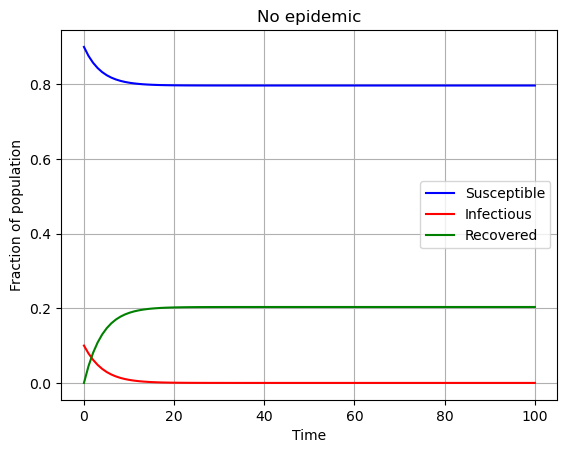 No epidemic
Fraction of population
0.8
0.6
0.4
0.2
0.0
Susceptible
Infectious
Recovered
0 20 40 60 80 100
Time